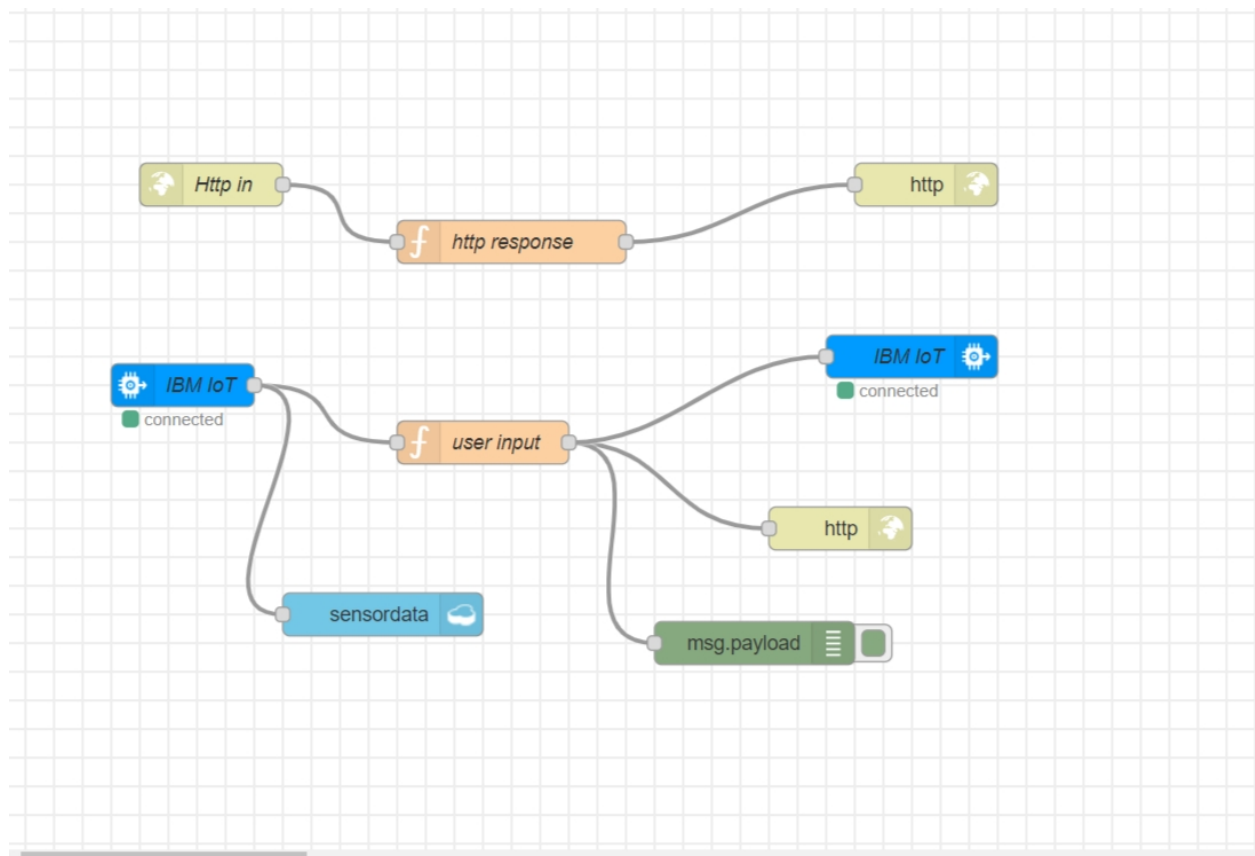 Http in
http
http response
IBM IoT
connected
IBM IoT
connected
user input
http
sensordata
msg.payload